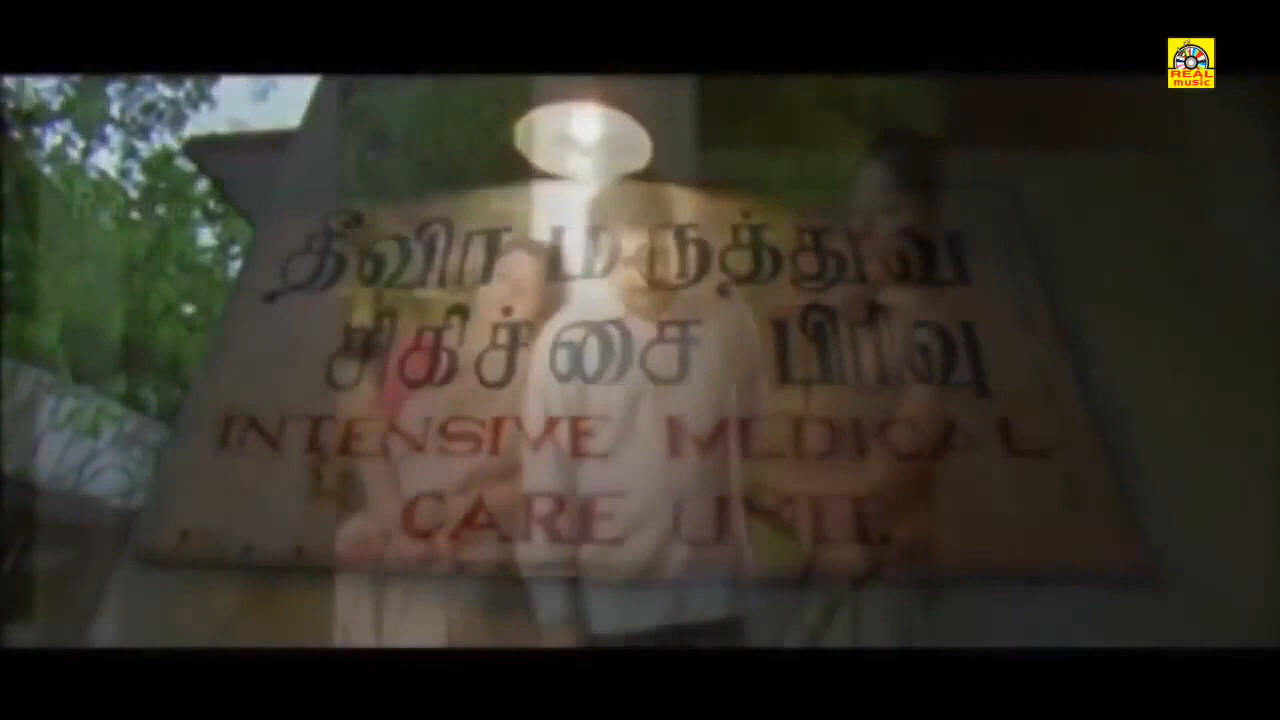 REAL
music
தீவிர மருத்துவ
சிகிச்சை பிரிவு
INTENSIVE MEDICAL
CARE UNIT.